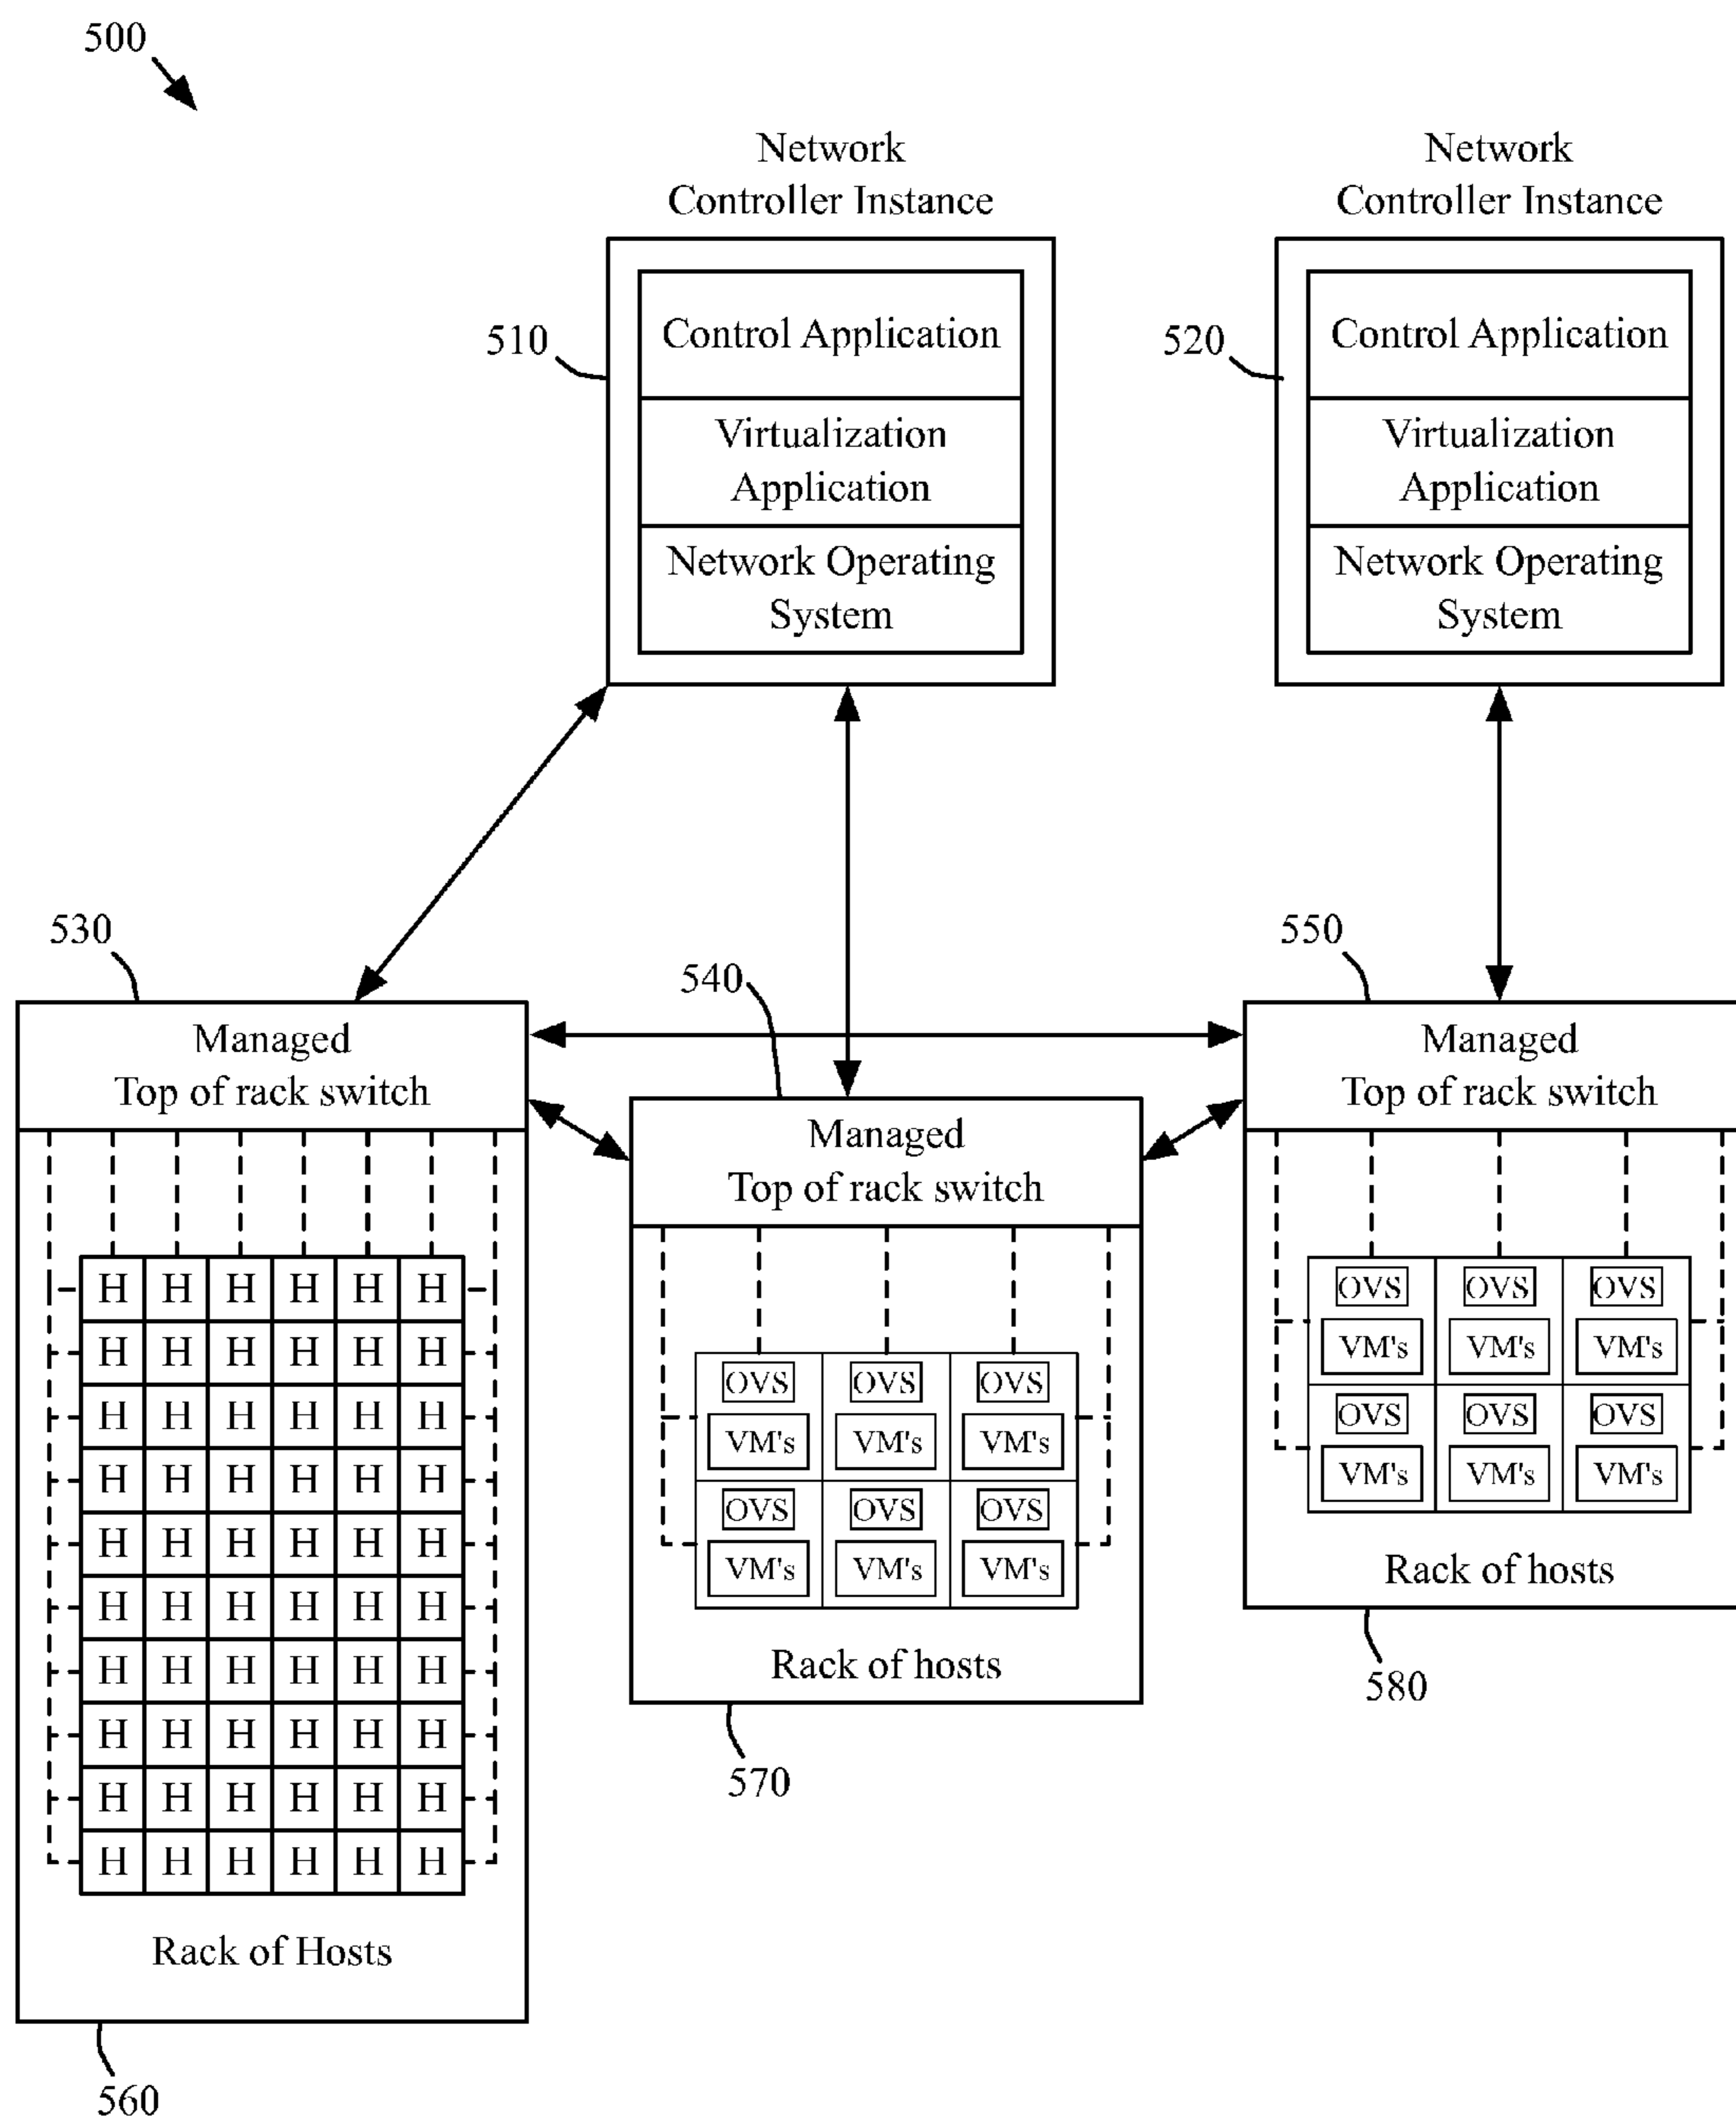 500
Network
Controller Instance
Network
Controller Instance
510
Control Application
Virtualization
Application
Network Operating
System
520
Control Application
Virtualization
Application
Network Operating
System
530
540
550
Managed
Top of rack switch
Managed
Top of rack switch
Managed
Top of rack switch
H H H H H H
H H H H H H
H H H H H H
H H H H H H
H H H H H H
H H H H H H
H H H H H H
H H H H H H
H H H H H H
H H H H H H
Rack of Hosts
560
OVS OVS OVS
VM's VM's VM's
OVS OVS OVS
VM's VM's VM's
Rack of hosts
570
OVS OVS OVS
VM's VM's VM's
OVS OVS OVS
VM's VM's VM's
Rack of hosts
580